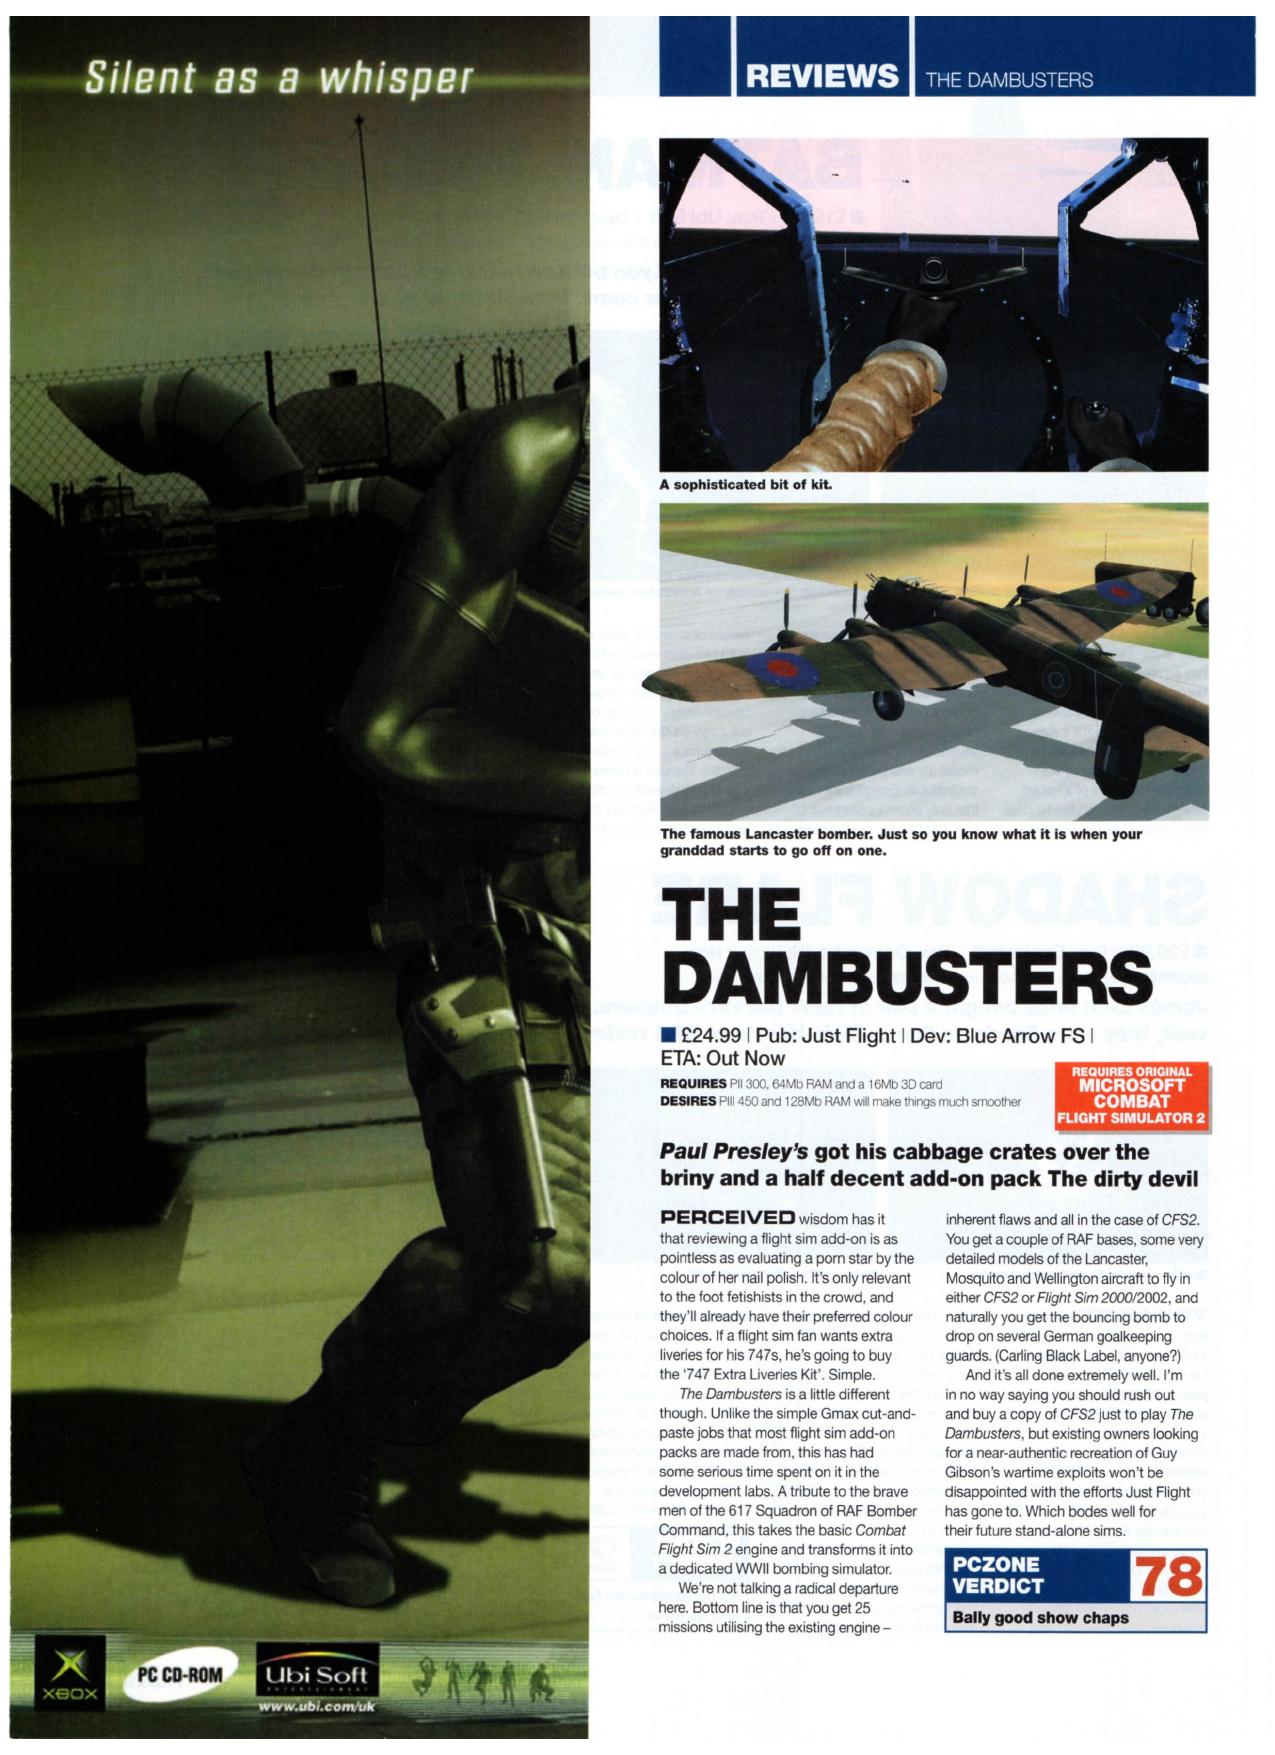 Silent as a whisper
XBOX
PC CD-ROM
Ubi Soft
ENTERTAINMENT
www.ubi.com/uk
REVIEWS
THE DAMBUSTERS
A sophisticated bit of kit.
The famous Lancaster bomber. Just so you know what it is when your
granddad starts to go off on one.
THE
DAMBUSTERS
£24.99 | Pub: Just Flight | Dev: Blue Arrow FS |
ETA: Out Now
REQUIRES PII 300, 64Mb RAM and a 16Mb 3D card
DESIRES PIII 450 and 128Mb RAM will make things much smoother
REQUIRES ORIGINAL
MICROSOFT
COMBAT
FLIGHT SIMULATOR 2
Paul Presley's got his cabbage crates over the
briny and a half decent add-on pack The dirty devil
PERCEIVED wisdom has it
that reviewing a flight sim add-on is as
pointless as evaluating a porn star by the
colour of her nail polish. It's only relevant
to the foot fetishists in the crowd, and
they'll already have their preferred colour
choices. If a flight sim fan wants extra
liveries for his 747s, he's going to buy
the '747 Extra Liveries Kit'. Simple.
The Dambusters is a little different
though. Unlike the simple Gmax cut-and-
paste jobs that most flight sim add-on
packs are made from, this has had
some serious time spent on it in the
development labs. A tribute to the brave
men of the 617 Squadron of RAF Bomber
Command, this takes the basic Combat
Flight Sim 2 engine and transforms it into
a dedicated WWII bombing simulator.
We're not talking a radical departure
here. Bottom line is that you get 25
missions utilising the existing engine –
inherent flaws and all in the case of CFS2.
You get a couple of RAF bases, some very
detailed models of the Lancaster,
Mosquito and Wellington aircraft to fly in
either CFS2 or Flight Sim 2000/2002, and
naturally you get the bouncing bomb to
drop on several German goalkeeping
guards. (Carling Black Label, anyone?)
And it's all done extremely well. I'm
in no way saying you should rush out
and buy a copy of CFS2 just to play The
Dambusters, but existing owners looking
for a near-authentic recreation of Guy
Gibson's wartime exploits won't be
disappointed with the efforts Just Flight
has gone to. Which bodes well for
their future stand-alone sims.
PCZONE
VERDICT
78
Bally good show chaps